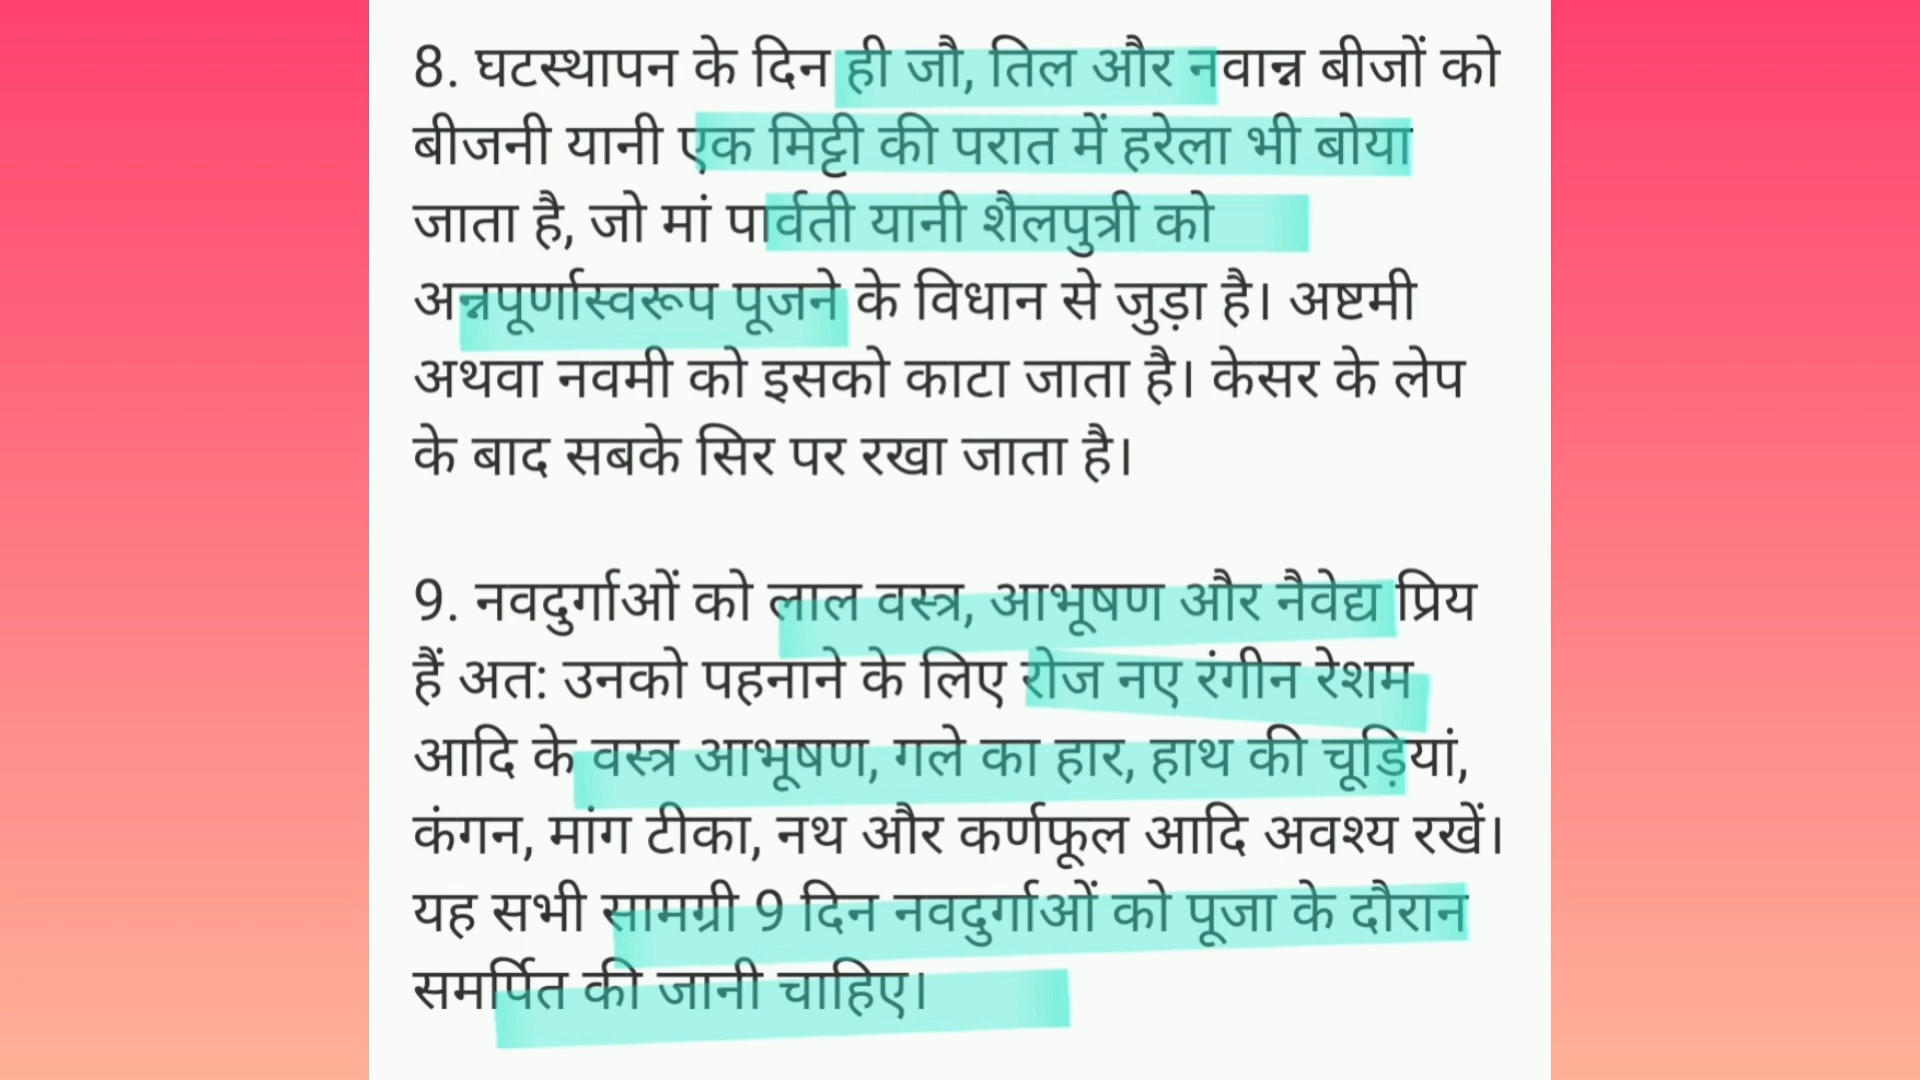 8. घटस्थापन के दिन ही जौ, तिल और नवान्न बीजों को
बीजनी यानी एक मिट्टी की परात में हरेला भी बोया
जाता है, जो मां पार्वती यानी शैलपुत्री को
अन्नपूर्णास्वरूप पूजने के विधान से जुड़ा है। अष्टमी
अथवा नवमी को इसको काटा जाता है। केसर के लेप
के बाद सबके सिर पर रखा जाता है।
9. नवदुर्गाओं को लाल वस्त्र, आभूषण और नैवेद्य प्रिय
हैं अत: उनको पहनाने के लिए रोज नए रंगीन रेशम
आदि के वस्त्र आभूषण, गले का हार, हाथ की चूड़ियां,
कंगन, मांग टीका, नथ और कर्णफूल आदि अवश्य रखें।
यह सभी सामग्री 9 दिन नवदुर्गाओं को पूजा के दौरान
समर्पित की जानी चाहिए।